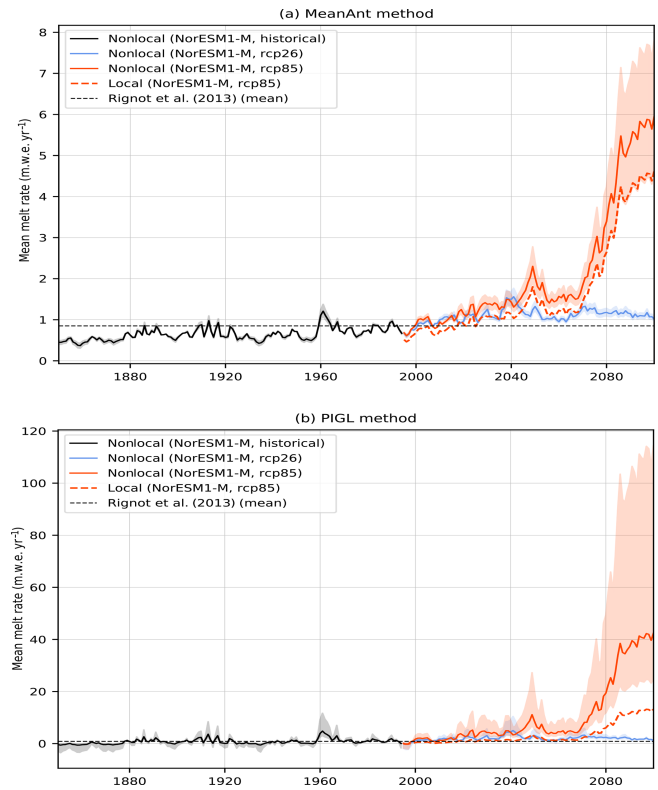 (a) MeanAnt method
Nonlocal (NorESM1-M, historical)
Nonlocal (NorESM1-M, rcp26)
Nonlocal (NorESM1-M, rcp85)
Local (NorESM1-M, rcp85)
Rignot et al. (2013) (mean)
Mean melt rate (m.w.e. yr⁻¹)
8
7
6
5
4
3
2
1
0
1880 1920 1960 2000 2040 2080
(b) PIGL method
Nonlocal (NorESM1-M, historical)
Nonlocal (NorESM1-M, rcp26)
Nonlocal (NorESM1-M, rcp85)
Local (NorESM1-M, rcp85)
Rignot et al. (2013) (mean)
Mean melt rate (m.w.e. yr⁻¹)
120
100
80
60
40
20
0
1880 1920 1960 2000 2040 2080